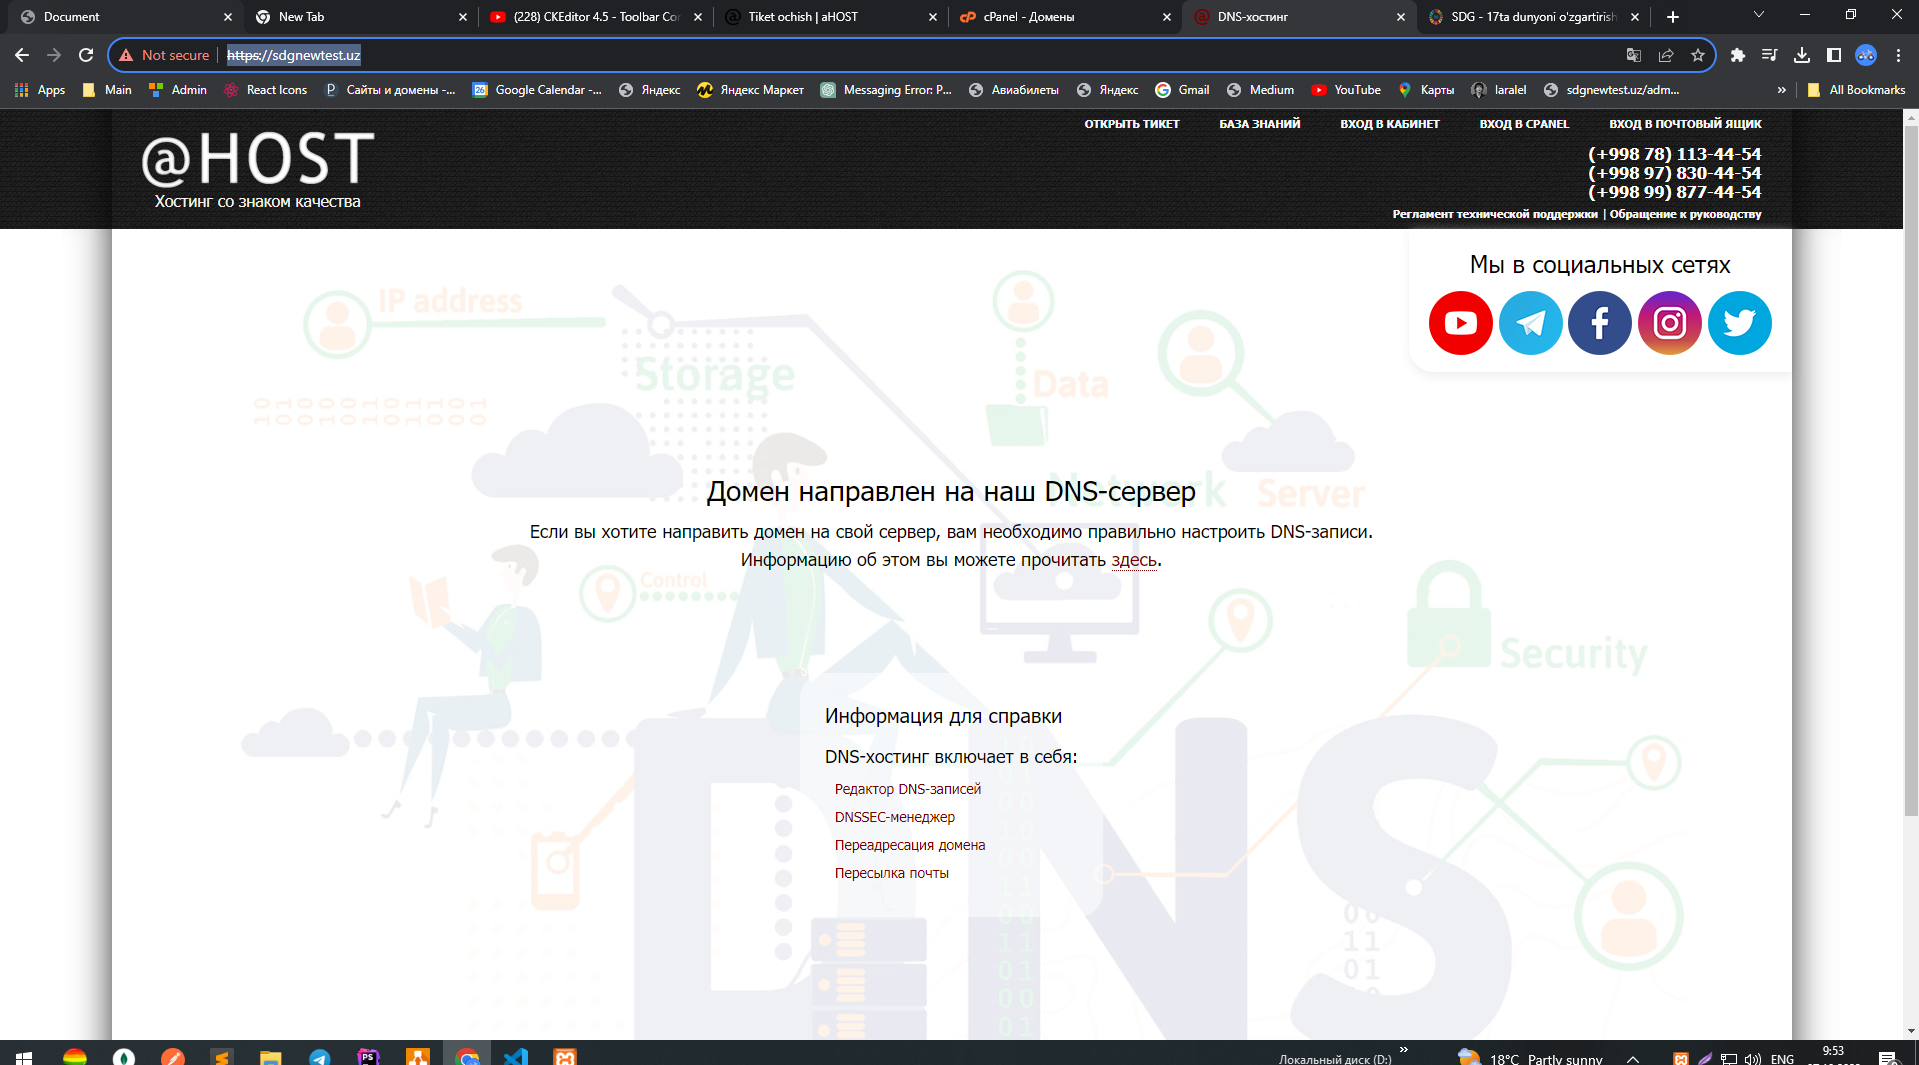 Document
New Tab
(228) CKEditor 4.5 - Toolbar Cor
Tiket ochish | aHOST
cPanel - Домены
DNS-хостинг
SDG - 17ta dunyoni o'zgartirish
Not secure
https://sdgnewtest.uz
Apps
Main
Admin
React Icons
Сайты и домены -...
Google Calendar -...
Яндекс
Яндекс Маркет
Messaging Error: P...
Авиабилеты
Яндекс
Gmail
Medium
YouTube
Карты
laralel
sdgnewtest.uz/adm...
»
All Bookmarks
@HOST
Хостинг со знаком качества
ОТКРЫТЬ ТИКЕТ
БАЗА ЗНАНИЙ
ВХОД В КАБИНЕТ
ВХОД В CPANEL
ВХОД В ПОЧТОВЫЙ ЯЩИК
(+998 78) 113-44-54
(+998 97) 830-44-54
(+998 99) 877-44-54
Регламент технической поддержки | Обращение к руководству
Мы в социальных сетях
IP address
Storage
Data
Network
Server
Домен направлен на наш DNS-сервер
Если вы хотите направить домен на свой сервер, вам необходимо правильно настроить DNS-записи.
Информацию об этом вы можете прочитать здесь.
Control
Security
Информация для справки
DNS-хостинг включает в себя:
Редактор DNS-записей
DNSSEC-менеджер
Переадресация домена
Пересылка почты
DNS
Локальный диск (D:)
»
18°C Partly sunny
ENG
9:53